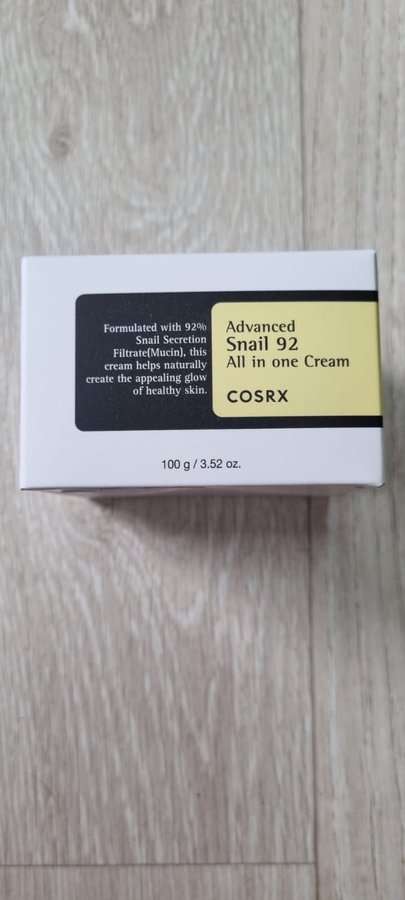 Formulated with 92%
Snail Secretion
Filtrate(Mucin), this
cream helps naturally
create the appealing glow
of healthy skin.
Advanced
Snail 92
All in one Cream
COSRX
100 g / 3.52 oz.